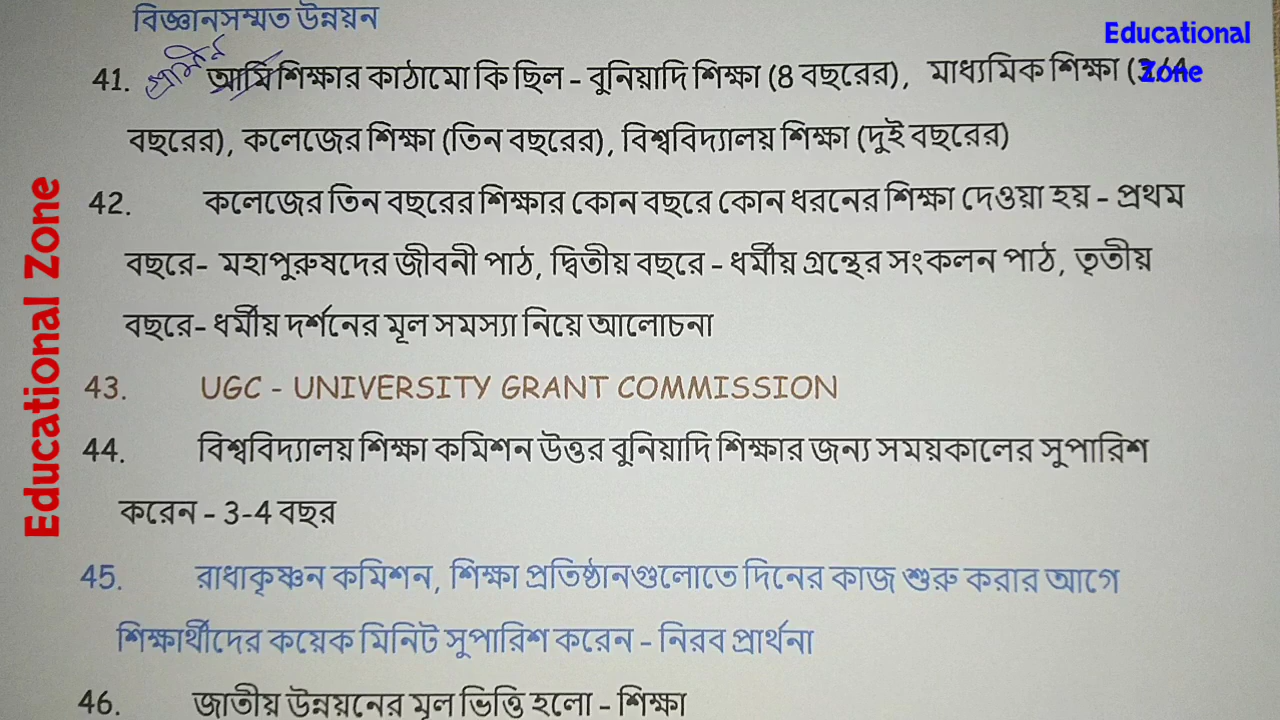 বিজ্ঞানসম্মত উন্নয়ন
Educational
Zone
41. গ্রামীন আমি শিক্ষার কাঠামো কি ছিল - বুনিয়াদি শিক্ষা (8 বছরের), মাধ্যমিক শিক্ষা (
বছরের), কলেজের শিক্ষা (তিন বছরের), বিশ্ববিদ্যালয় শিক্ষা (দুই বছরের)
42. কলেজের তিন বছরের শিক্ষার কোন বছরে কোন ধরনের শিক্ষা দেওয়া হয় - প্রথম
বছরে- মহাপুরুষদের জীবনী পাঠ, দ্বিতীয় বছরে - ধর্মীয় গ্রন্থের সংকলন পাঠ, তৃতীয়
বছরে- ধর্মীয় দর্শনের মূল সমস্যা নিয়ে আলোচনা
43. UGC - UNIVERSITY GRANT COMMISSION
44. বিশ্ববিদ্যালয় শিক্ষা কমিশন উত্তর বুনিয়াদি শিক্ষার জন্য সময়কালের সুপারিশ
করেন - 3-4 বছর
45. রাধাকৃষ্ণন কমিশন, শিক্ষা প্রতিষ্ঠানগুলোতে দিনের কাজ শুরু করার আগে
শিক্ষার্থীদের কয়েক মিনিট সুপারিশ করেন - নিরব প্রার্থনা
46. জাতীয় উন্নয়নের মূল ভিত্তি হলো - শিক্ষা
Educational Zone